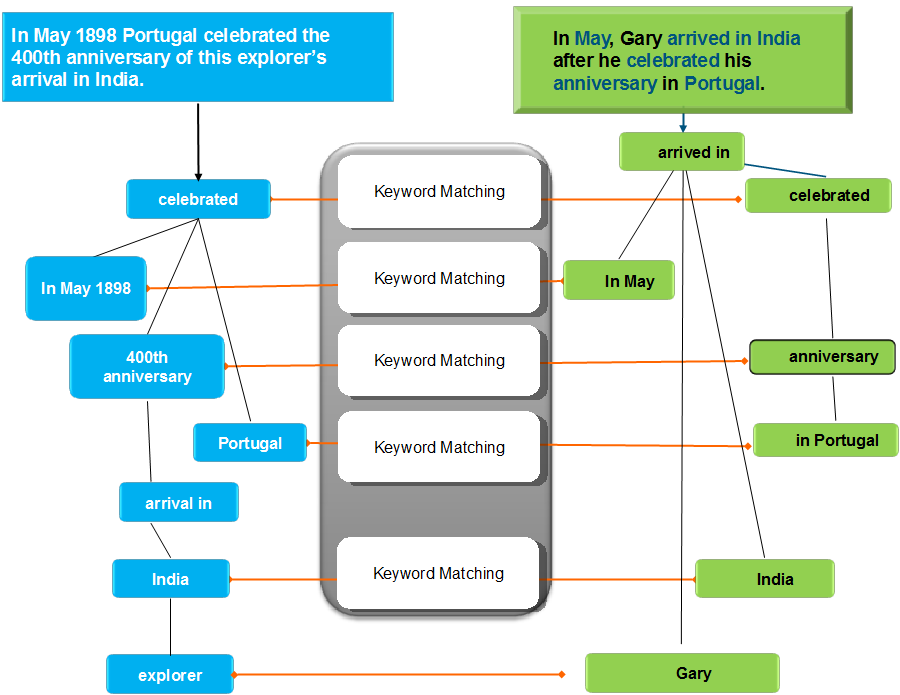 In May 1898 Portugal celebrated the
400th anniversary of this explorer's
arrival in India.
In May, Gary arrived in India
after he celebrated his
anniversary in Portugal.
arrived in
celebrated
Keyword Matching
celebrated
In May 1898
Keyword Matching
In May
400th
anniversary
Keyword Matching
anniversary
Portugal
Keyword Matching
in Portugal
arrival in
India
Keyword Matching
India
explorer
Gary